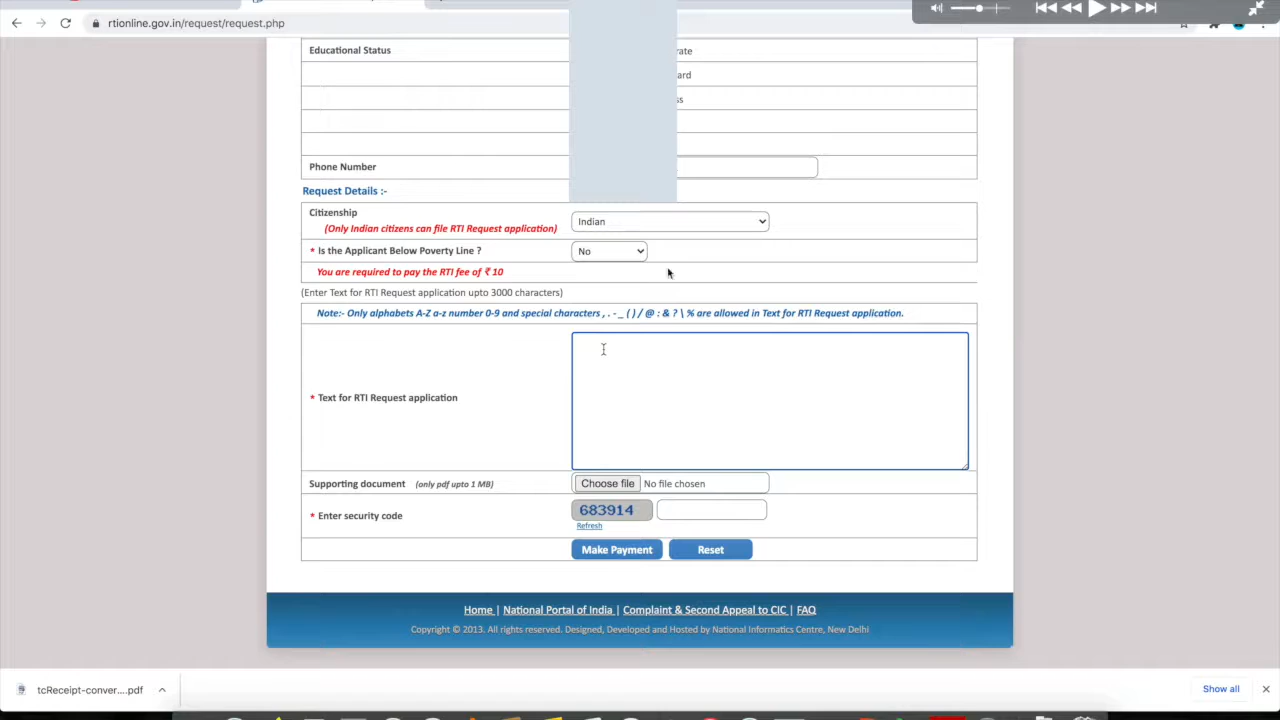 rtionline.gov.in/request/request.php
Educational Status
rate
ard
ss
Phone Number
Request Details :-
Citizenship
(Only Indian citizens can file RTI Request application)
Indian
* Is the Applicant Below Poverty Line ?
No
You are required to pay the RTI fee of ₹ 10
(Enter Text for RTI Request application upto 3000 characters)
Note:- Only alphabets A-Z a-z number 0-9 and special characters , . - _ ( ) / @ : & ? \ % are allowed in Text for RTI Request application.
* Text for RTI Request application
Supporting document (only pdf upto 1 MB)
Choose file No file chosen
* Enter security code
683914
Refresh
Make Payment Reset
Home | National Portal of India | Complaint & Second Appeal to CIC | FAQ
Copyright © 2013. All rights reserved. Designed, Developed and Hosted by National Informatics Centre, New Delhi
tcReceipt-conver....pdf
Show all